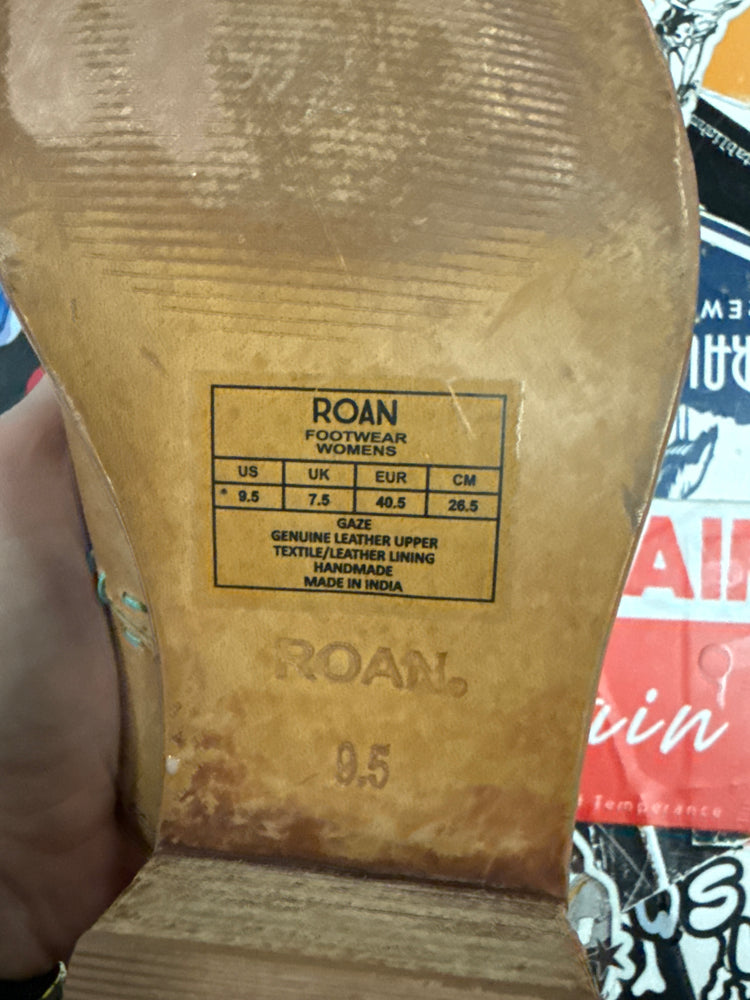 ROAN
FOOTWEAR
WOMENS
US UK EUR CM
* 9.5 7.5 40.5 26.5
GAZE
GENUINE LEATHER UPPER
TEXTILE/LEATHER LINING
HANDMADE
MADE IN INDIA
ROAN.
9.5
Temperance